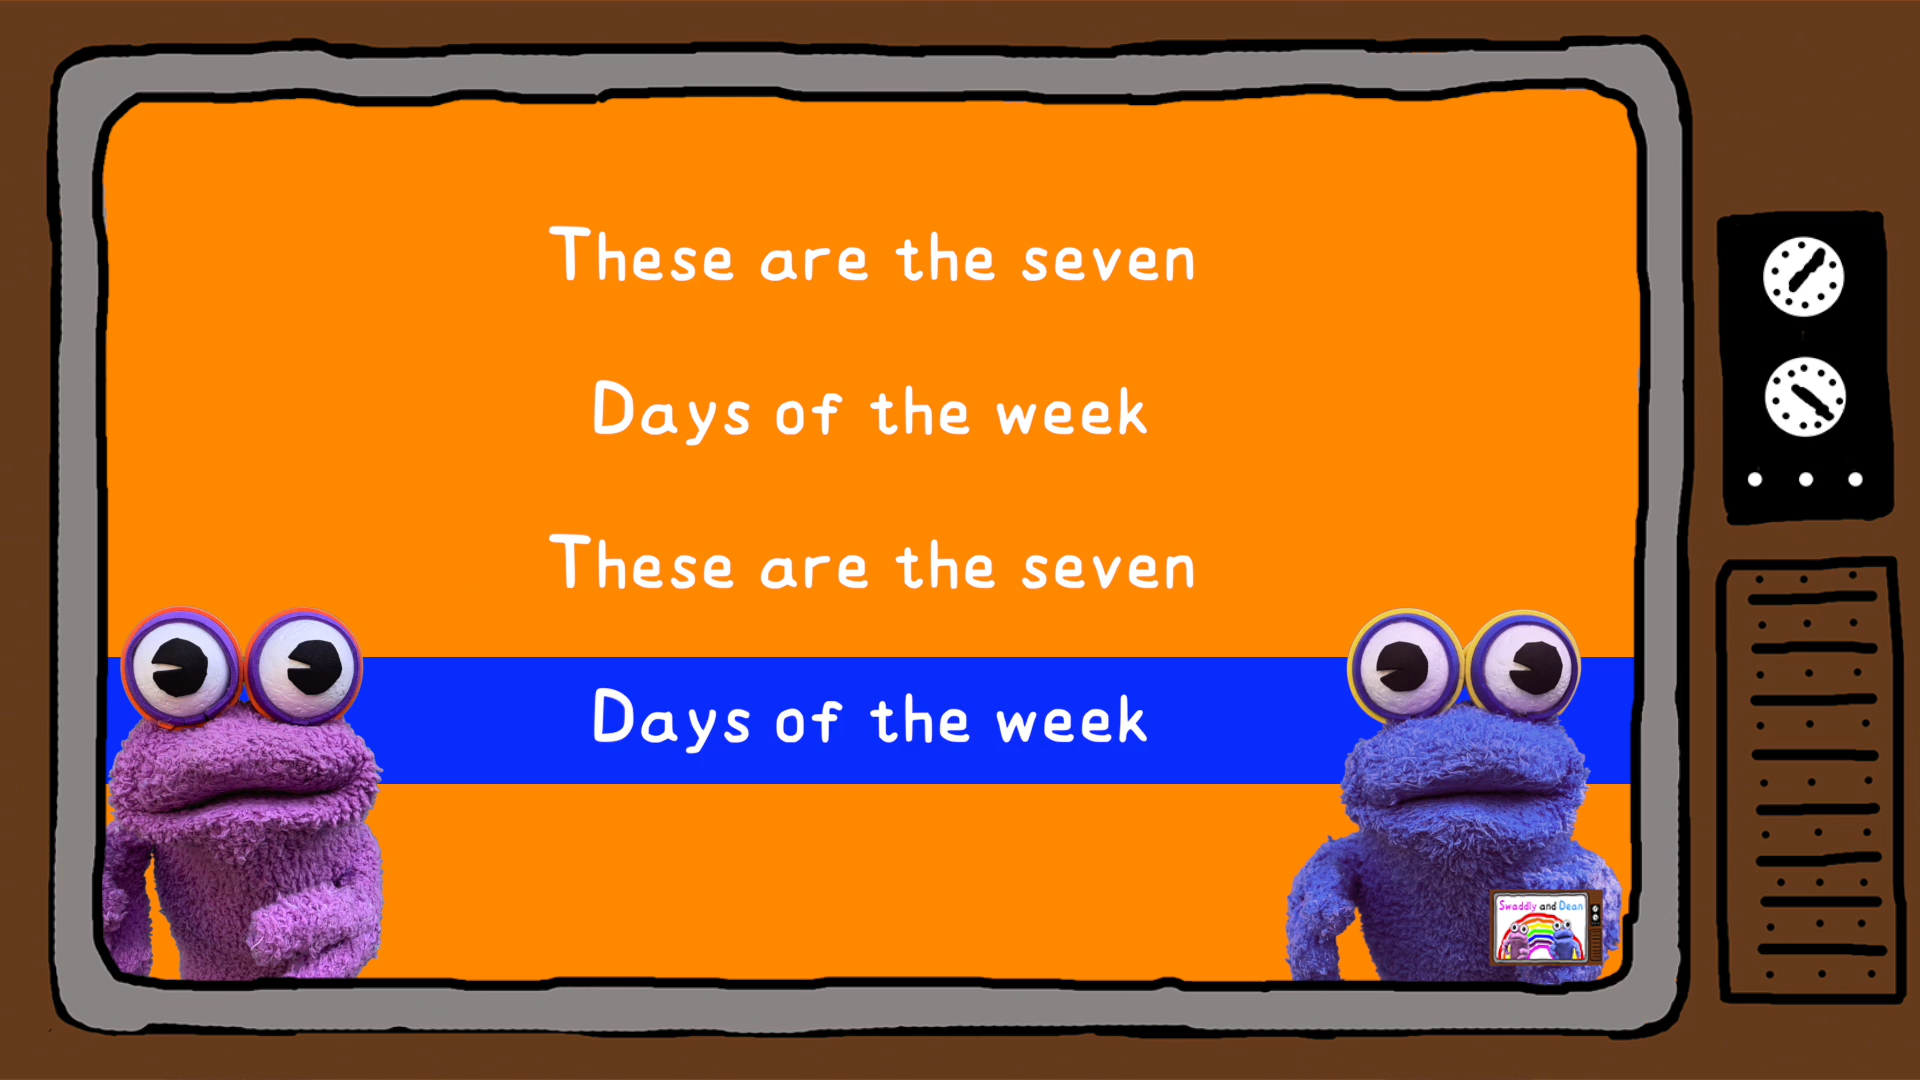 These are the seven
Days of the week
These are the seven
Days of the week
Swaddly and Dean